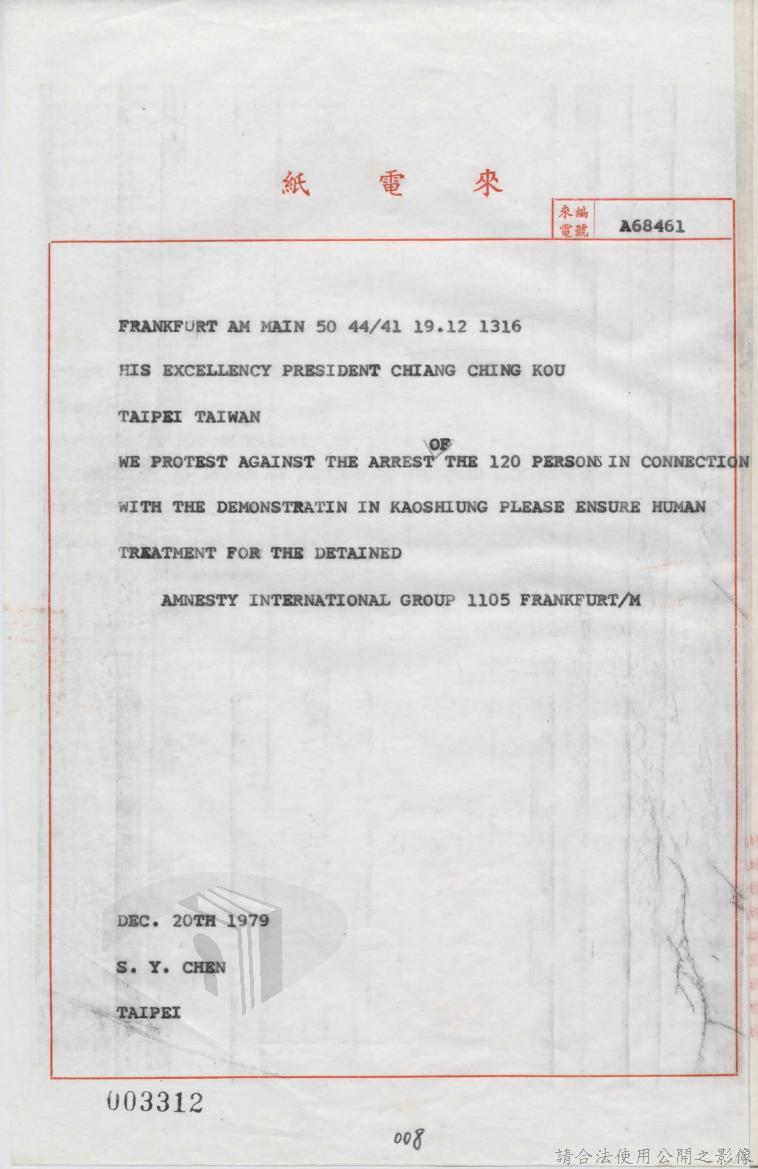 來電紙
來電編號
A68461
FRANKFURT AM MAIN 50 44/41 19.12 1316
HIS EXCELLENCY PRESIDENT CHIANG CHING KOU
TAIPEI TAIWAN
WE PROTEST AGAINST THE ARREST OF THE 120 PERSONS IN CONNECTION
WITH THE DEMONSTRATIN IN KAOSHIUNG PLEASE ENSURE HUMAN
TREATMENT FOR THE DETAINED
AMNESTY INTERNATIONAL GROUP 1105 FRANKFURT/M
DEC. 20TH 1979
S. Y. CHEN
TAIPEI
003312
008
請合法使用公開之影像